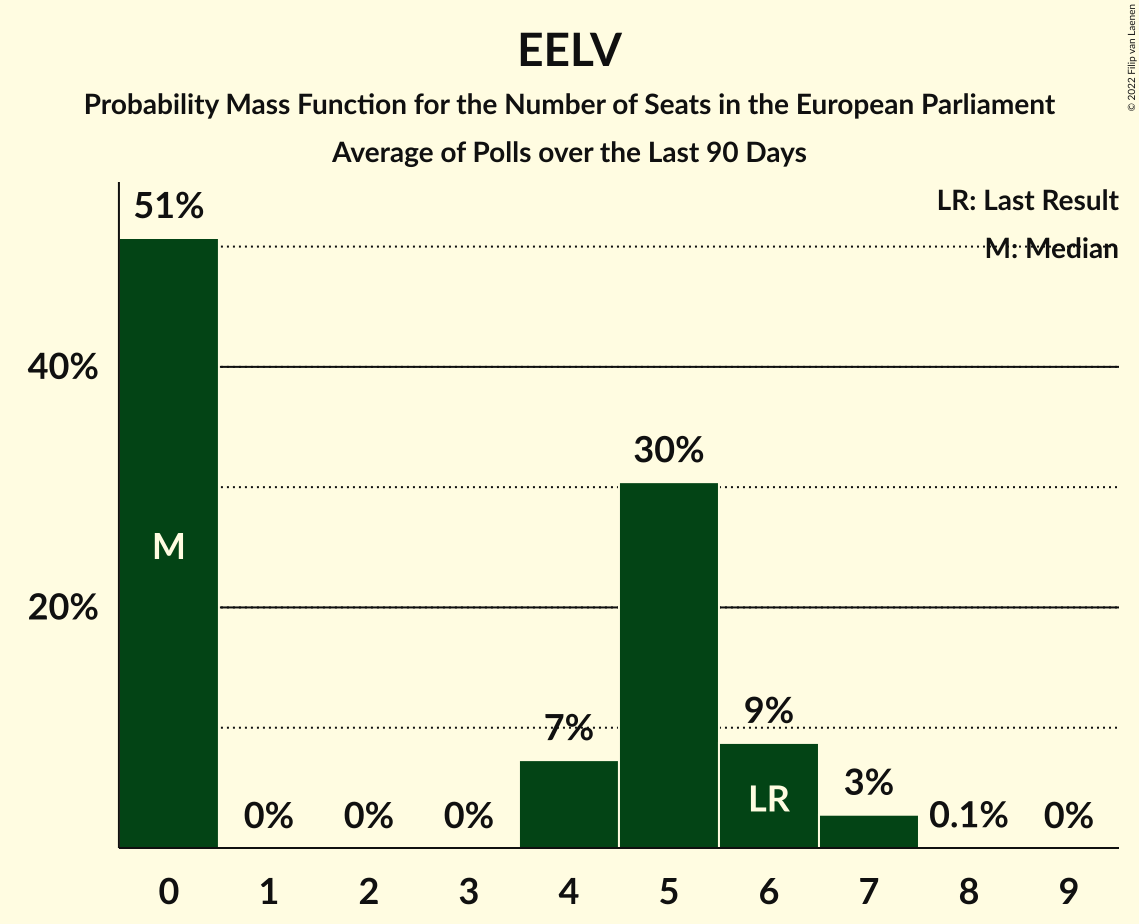 EELV
Probability Mass Function for the Number of Seats in the European Parliament
Average of Polls over the Last 90 Days
© 2022 Filip van Laenen
LR: Last Result
M: Median
51%
40%
30%
20%
M
7%
9%
LR
3%
0%
0%
0%
0.1%
0%
0 1 2 3 4 5 6 7 8 9